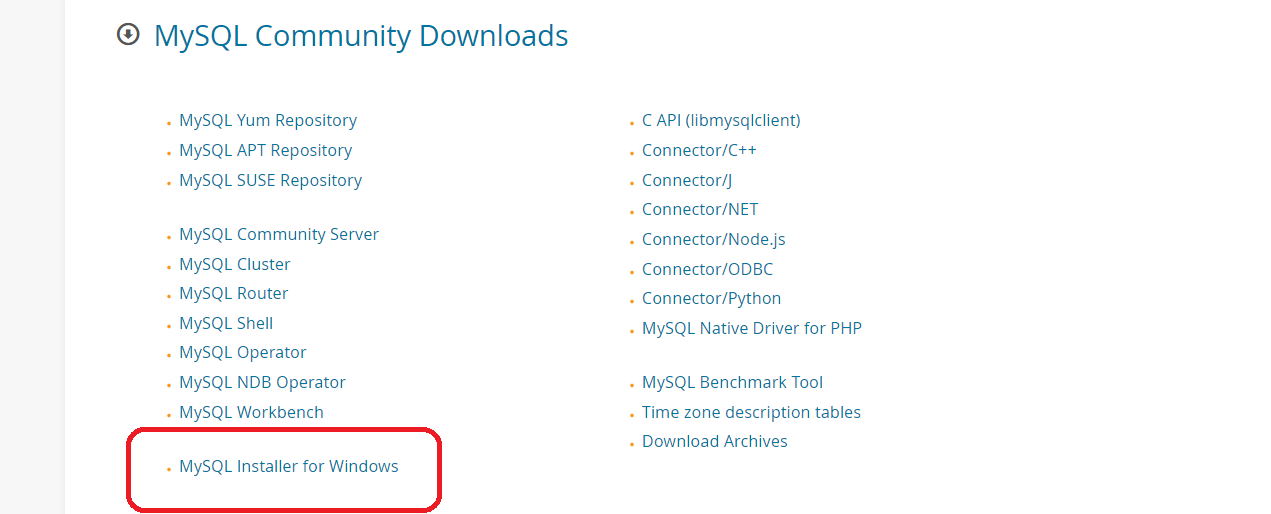 MySQL Community Downloads
MySQL Yum Repository
MySQL APT Repository
MySQL SUSE Repository
MySQL Community Server
MySQL Cluster
MySQL Router
MySQL Shell
MySQL Operator
MySQL NDB Operator
MySQL Workbench
MySQL Installer for Windows
C API (libmysqlclient)
Connector/C++
Connector/J
Connector/NET
Connector/Node.js
Connector/ODBC
Connector/Python
MySQL Native Driver for PHP
MySQL Benchmark Tool
Time zone description tables
Download Archives